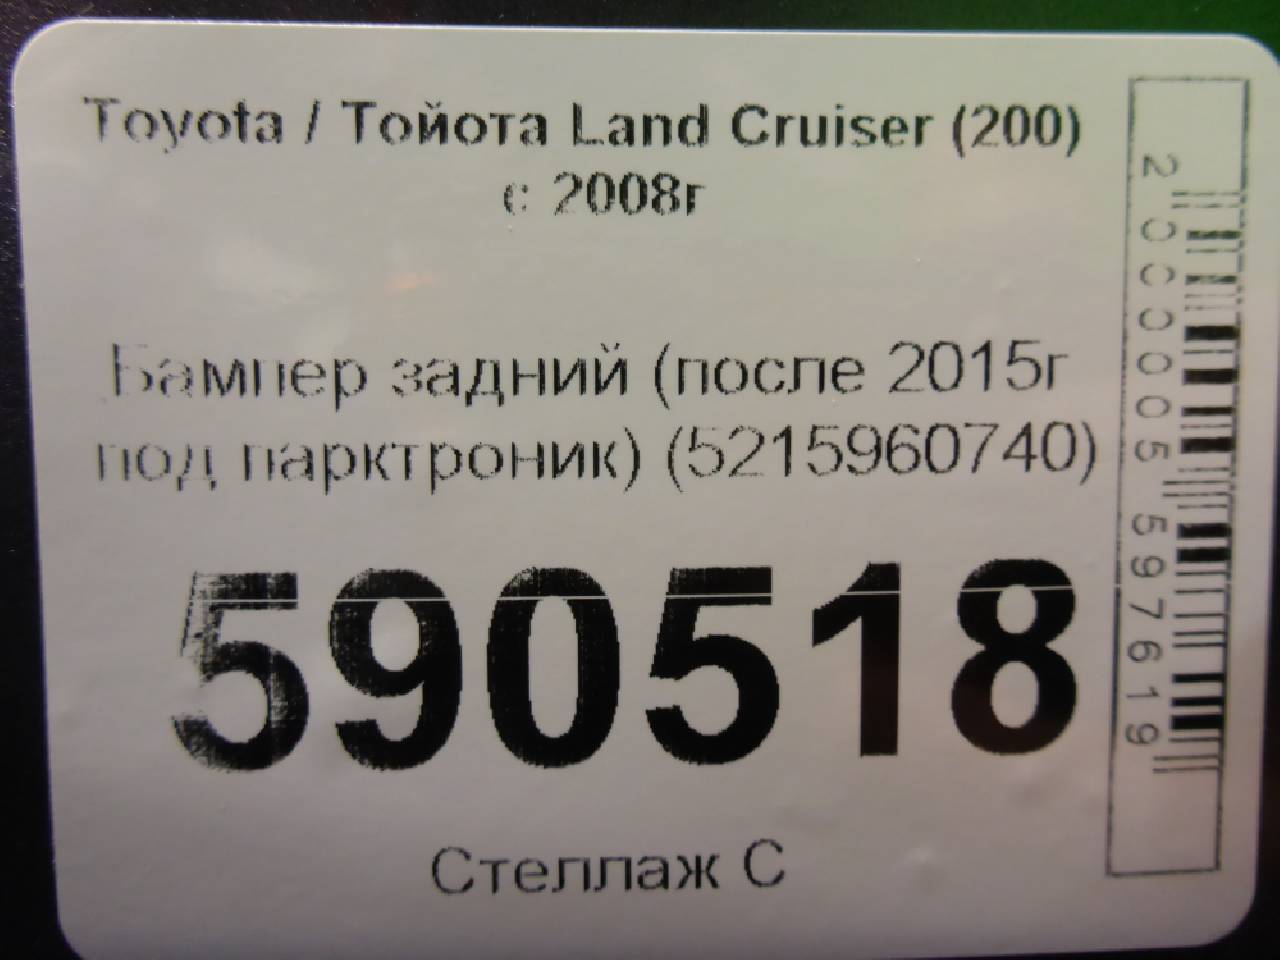 Toyota / Тойота Land Cruiser (200)
с 2008г
Бампер задний (после 2015г
под парктроник) (5215960740)
590518
Стеллаж С
2000005597619